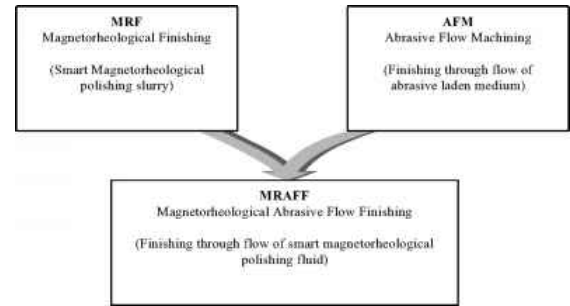 MRF
Magnetorheological Finishing
(Smart Magnetorheological
polishing slurry)
AFM
Abrasive Flow Machining
(Finishing through flow of
abrasive laden medium)
MRAFF
Magnetorheological Abrasive Flow Finishing
(Finishing through flow of smart magnetorheological
polishing fluid)